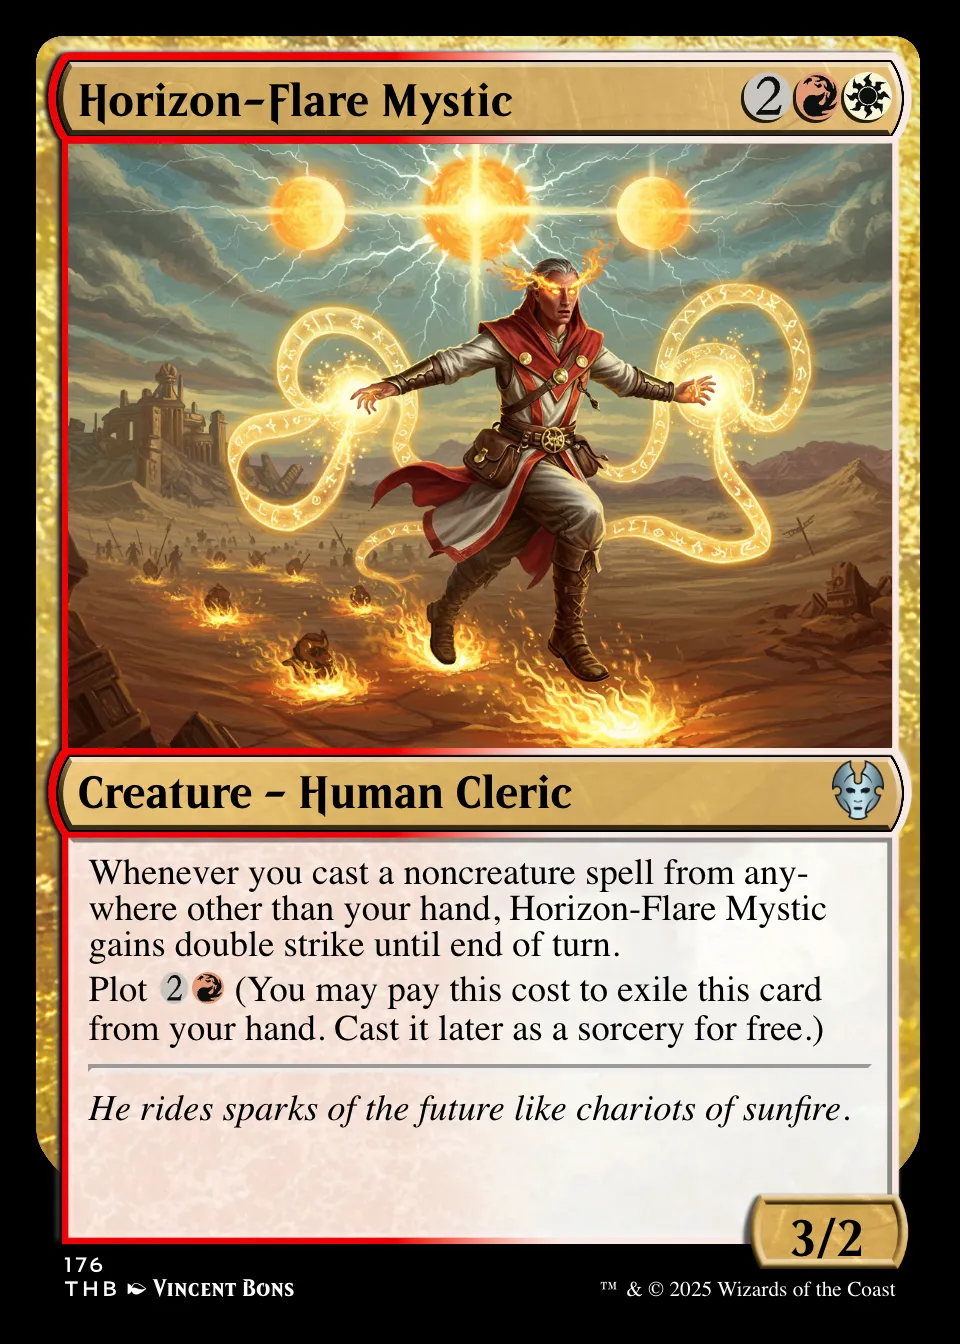 Horizon-Flare Mystic 2
Creature - Human Cleric
Whenever you cast a noncreature spell from any-
where other than your hand, Horizon-Flare Mystic
gains double strike until end of turn.
Plot 2 (You may pay this cost to exile this card
from your hand. Cast it later as a sorcery for free.)
He rides sparks of the future like chariots of sunfire.
3/2
176
THB Vincent Bons
™ & © 2025 Wizards of the Coast